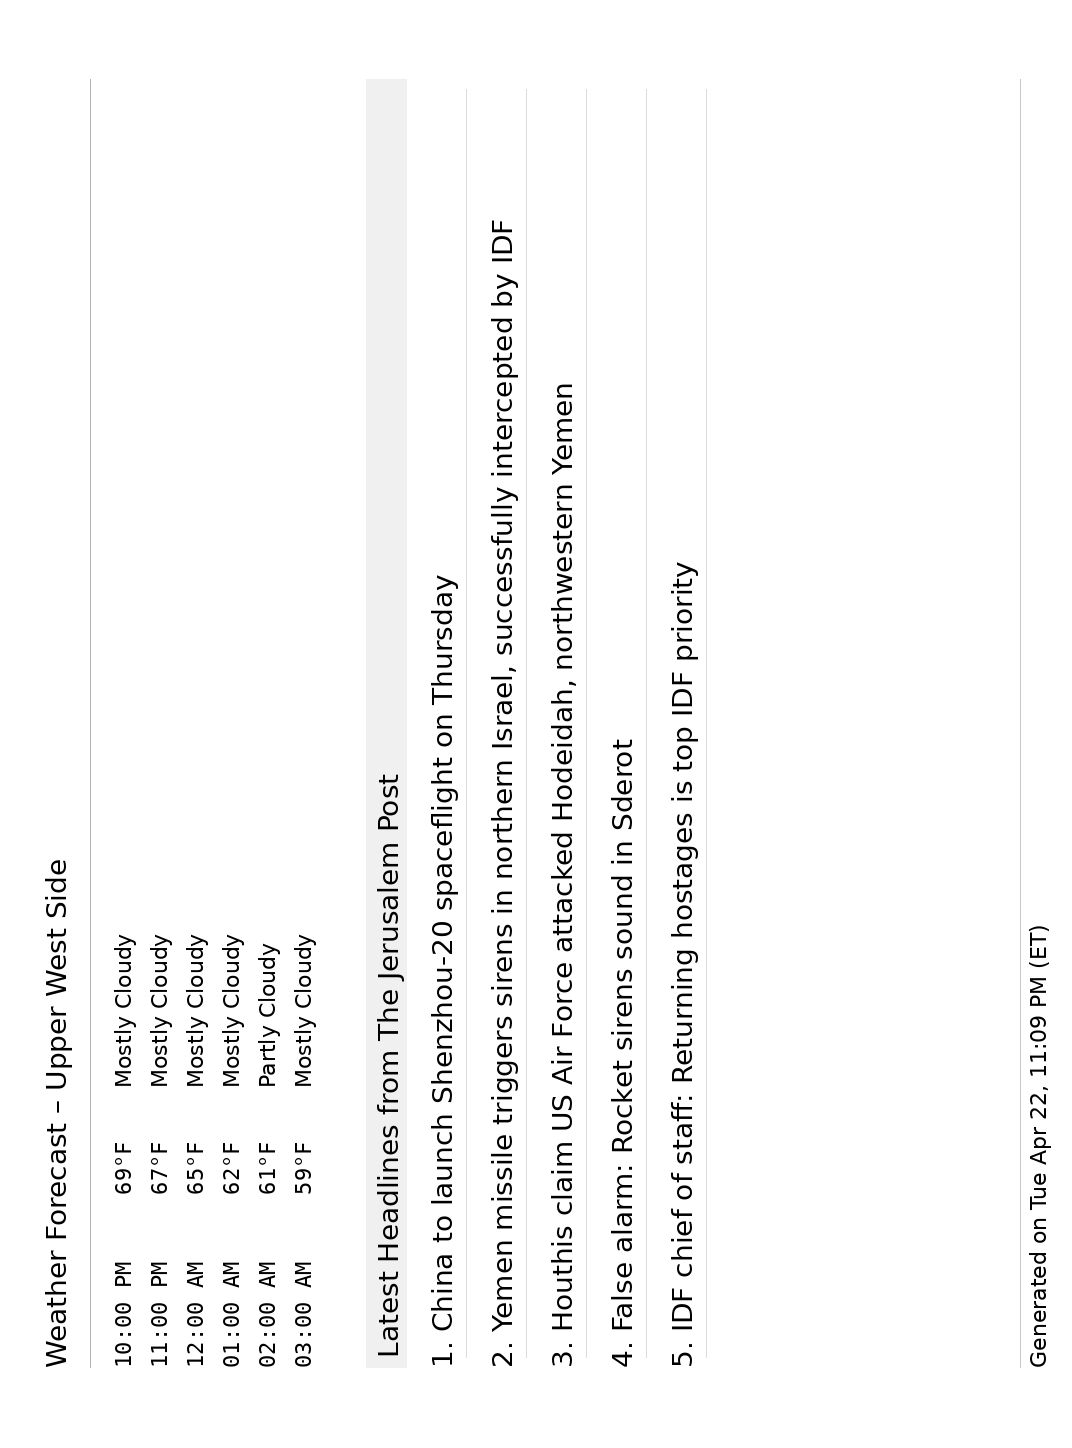 Weather Forecast – Upper West Side
10:00 PM 69°F Mostly Cloudy
11:00 PM 67°F Mostly Cloudy
12:00 AM 65°F Mostly Cloudy
01:00 AM 62°F Mostly Cloudy
02:00 AM 61°F Partly Cloudy
03:00 AM 59°F Mostly Cloudy
Latest Headlines from The Jerusalem Post
1. China to launch Shenzhou-20 spaceflight on Thursday
2. Yemen missile triggers sirens in northern Israel, successfully intercepted by IDF
3. Houthis claim US Air Force attacked Hodeidah, northwestern Yemen
4. False alarm: Rocket sirens sound in Sderot
5. IDF chief of staff: Returning hostages is top IDF priority
Generated on Tue Apr 22, 11:09 PM (ET)